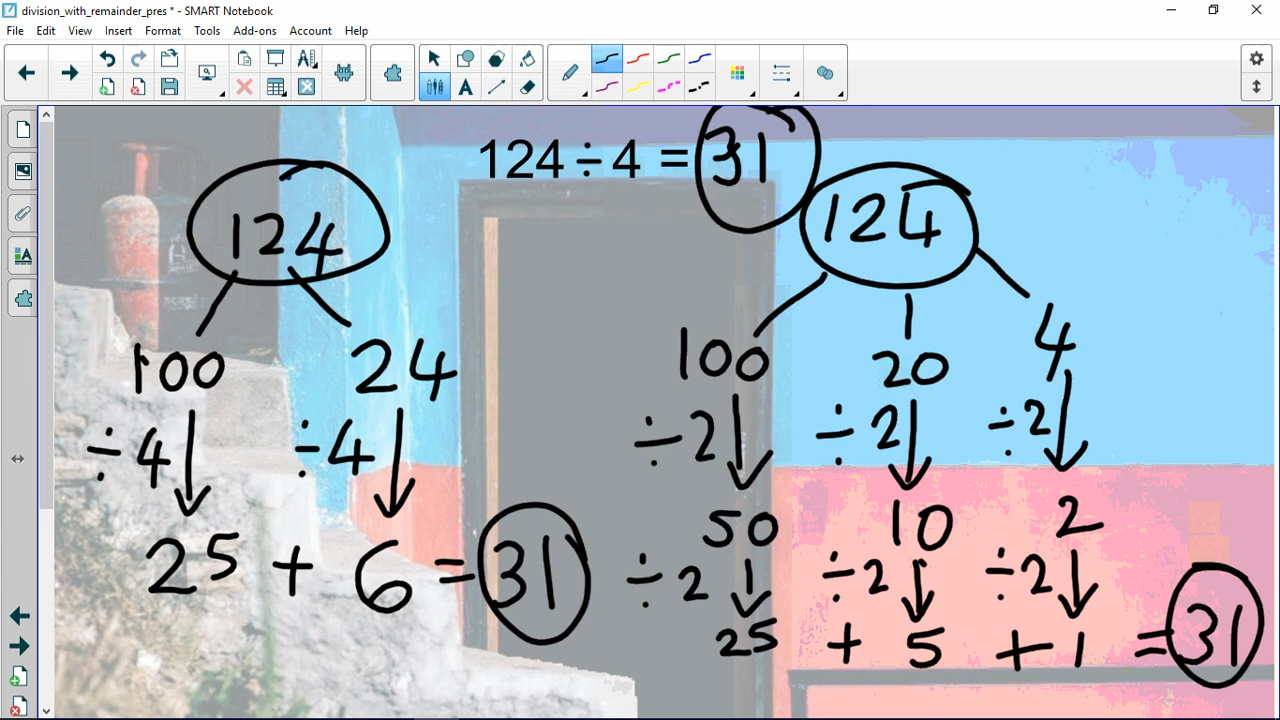 division_with_remainder_pres * - SMART Notebook
File Edit View Insert Format Tools Add-ons Account Help
124÷4 = 31
124
100 24
÷4 ÷4
25 + 6 = 31
124
100 20 4
÷2 ÷2 ÷2
50 10 2
÷2 ÷2 ÷2
25 + 5 + 1 = 31